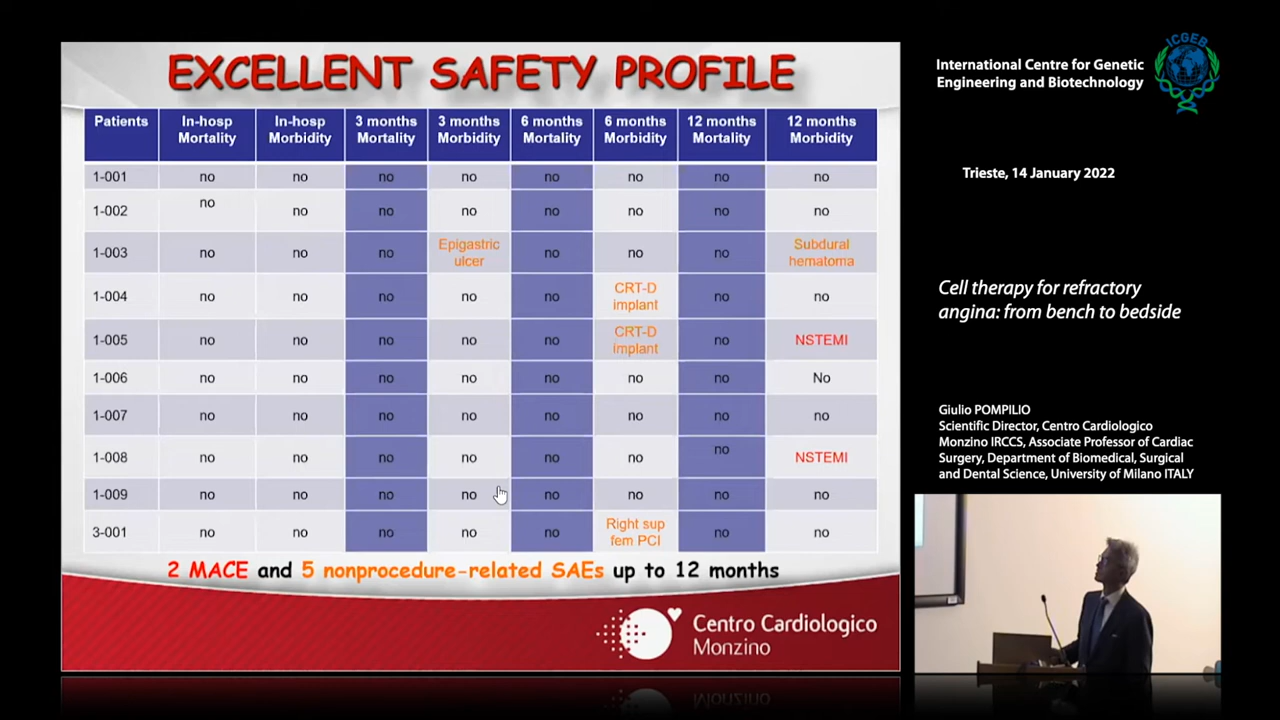 EXCELLENT SAFETY PROFILE
Patients In-hosp Mortality In-hosp Morbidity 3 months Mortality 3 months Morbidity 6 months Mortality 6 months Morbidity 12 months Mortality 12 months Morbidity
1-001 no no no no no no no no
1-002 no no no no no no no no
1-003 no no no Epigastric ulcer no no no Subdural hematoma
1-004 no no no no no CRT-D implant no no
1-005 no no no no no CRT-D implant no NSTEMI
1-006 no no no no no no no No
1-007 no no no no no no no no
1-008 no no no no no no no NSTEMI
1-009 no no no no no no no no
3-001 no no no no no Right sup fem PCI no no
2 MACE and 5 nonprocedure-related SAEs up to 12 months
Centro Cardiologico
Monzino
International Centre for Genetic
Engineering and Biotechnology
ICGEB
Trieste, 14 January 2022
Cell therapy for refractory
angina: from bench to bedside
Giulio POMPILIO
Scientific Director, Centro Cardiologico
Monzino IRCCS, Associate Professor of Cardiac
Surgery, Department of Biomedical, Surgical
and Dental Science, University of Milano ITALY